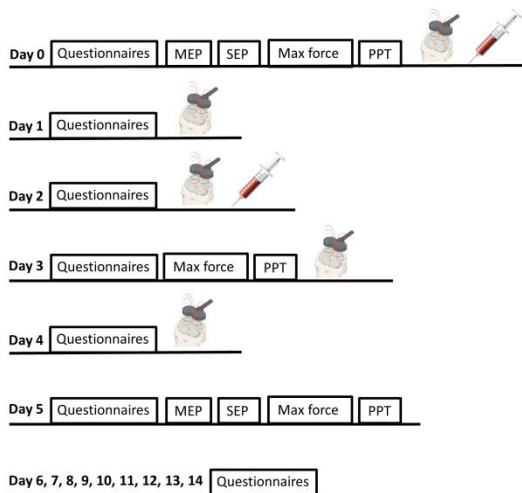 Day 0 Questionnaires MEP SEP Max force PPT
Day 1 Questionnaires
Day 2 Questionnaires
Day 3 Questionnaires Max force PPT
Day 4 Questionnaires
Day 5 Questionnaires MEP SEP Max force PPT
Day 6, 7, 8, 9, 10, 11, 12, 13, 14 Questionnaires